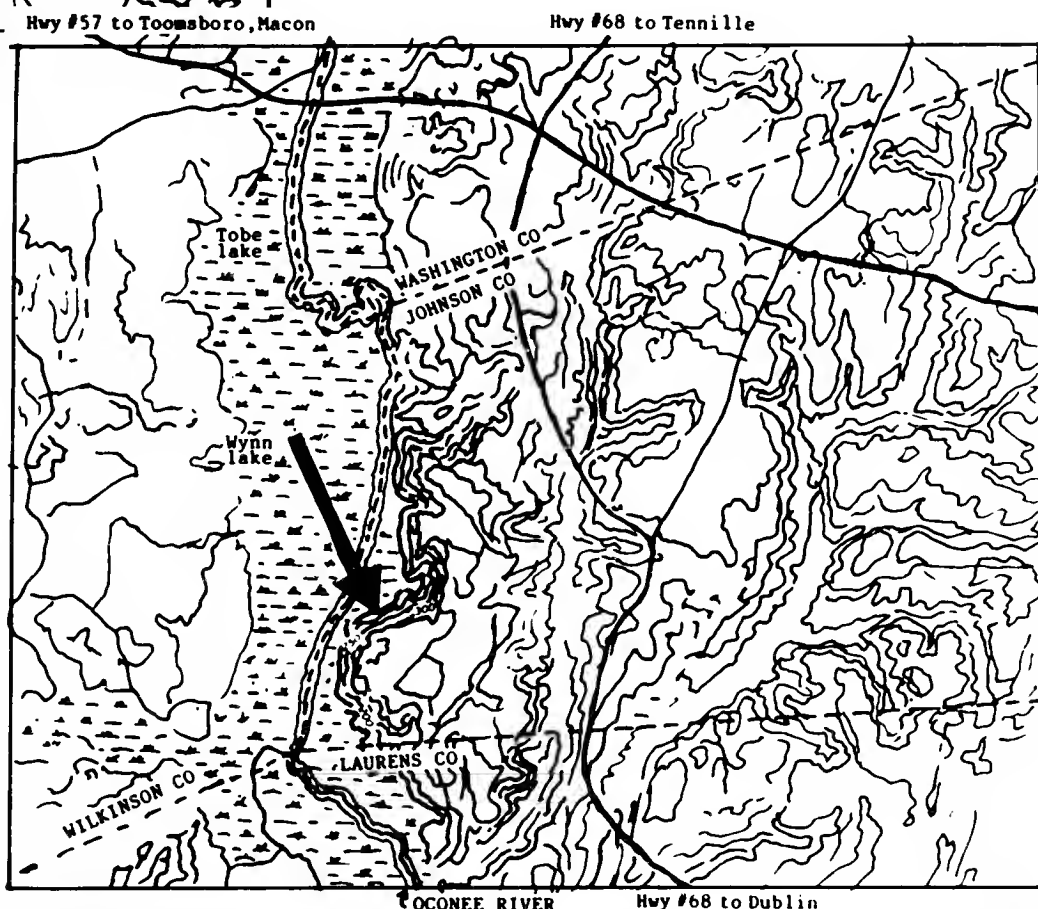 Hwy #57 to Toomsboro, Macon
Hwy #68 to Tennille
Tobe
lake
WASHINGTON CO
JOHNSON CO
Wynn
lake
LAURENS CO
WILKINSON CO
OCONEE RIVER
Hwy #68 to Dublin